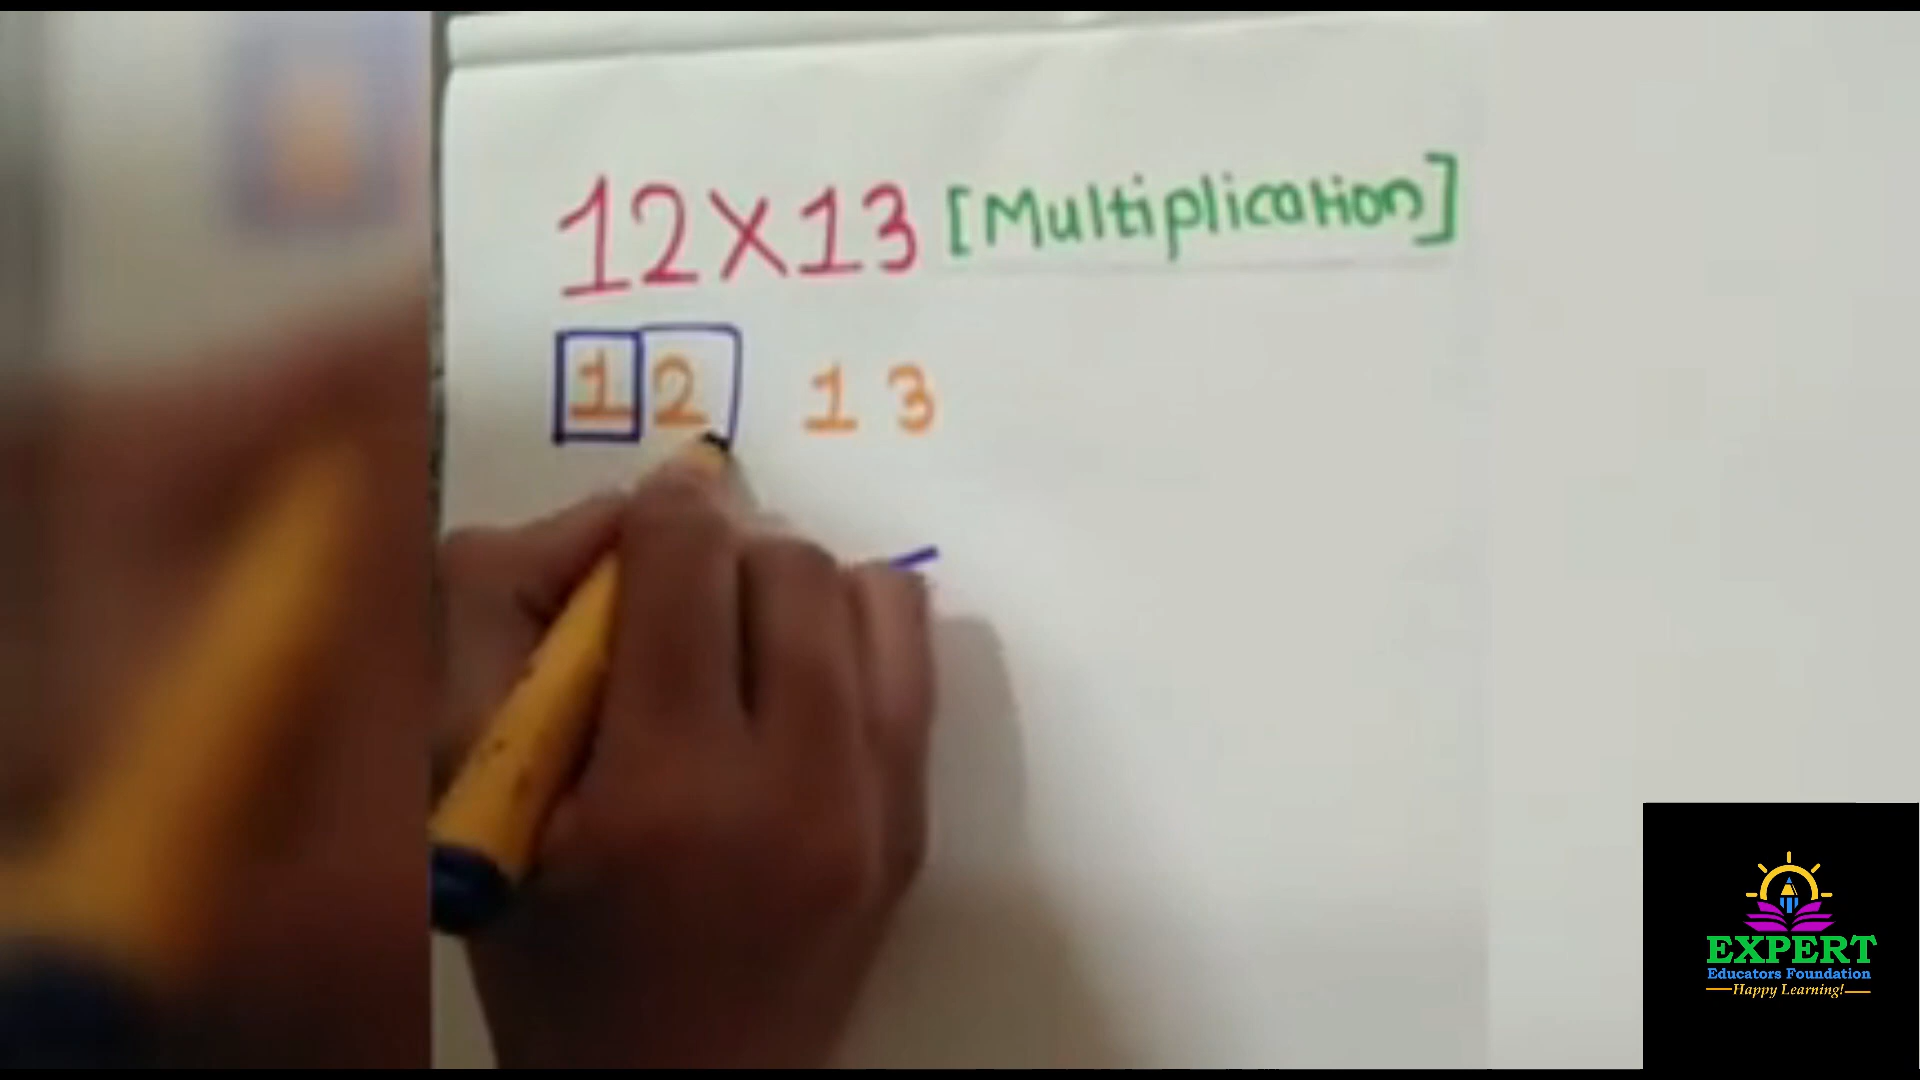 12X13 [Multiplication]
12 13
EXPERT
Educators Foundation
Happy Learning!